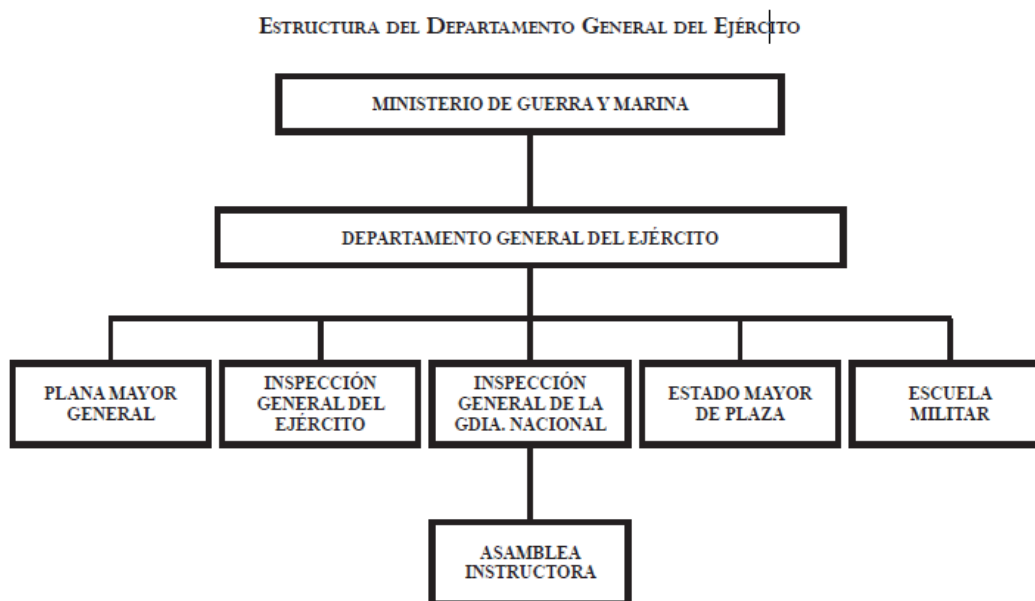 Estructura del Departamento General del Ejército
MINISTERIO DE GUERRA Y MARINA
DEPARTAMENTO GENERAL DEL EJÉRCITO
PLANA MAYOR
GENERAL
INSPECCIÓN
GENERAL DEL
EJÉRCITO
INSPECCIÓN
GENERAL DE LA
GDIA. NACIONAL
ESTADO MAYOR
DE PLAZA
ESCUELA
MILITAR
ASAMBLEA
INSTRUCTORA